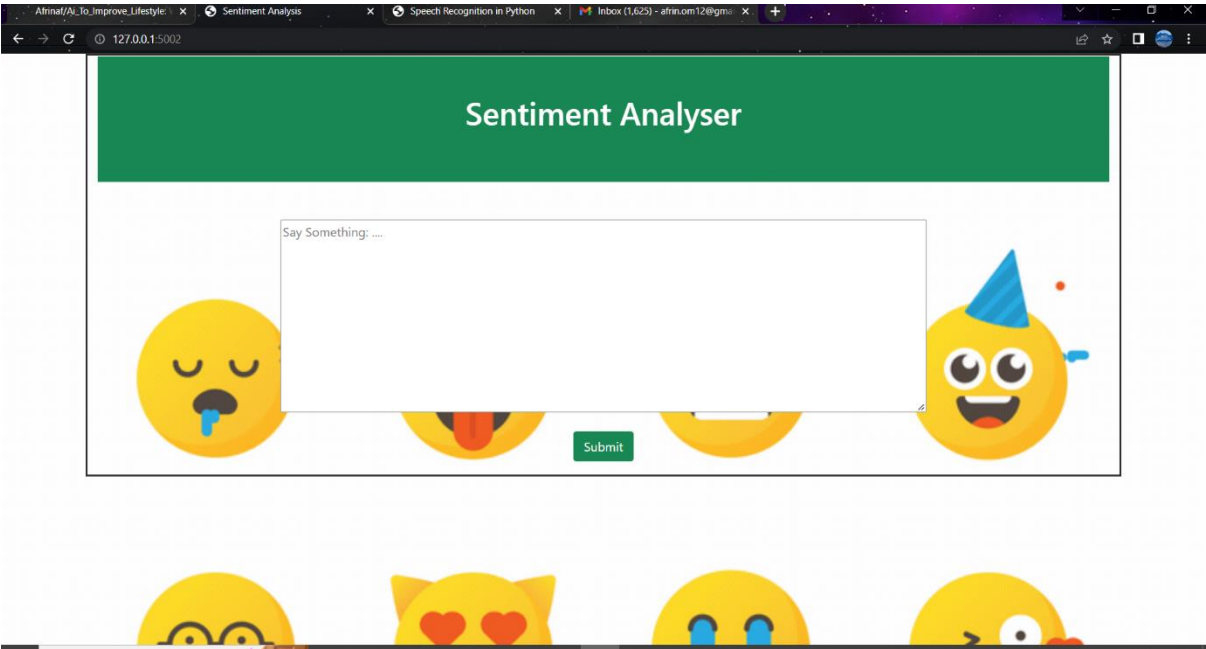 Afrinaf/Ai_To_Improve_Lifestyle: \
Sentiment Analysis
Speech Recognition in Python
Inbox (1,625) - afrin.om12@gma
127.0.0.1:5002
Sentiment Analyser
Say Something: ....
Submit